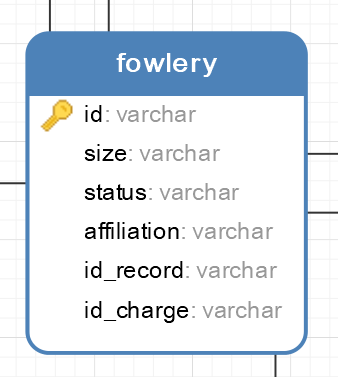 fowlery
id: varchar
size: varchar
status: varchar
affiliation: varchar
id_record: varchar
id_charge: varchar